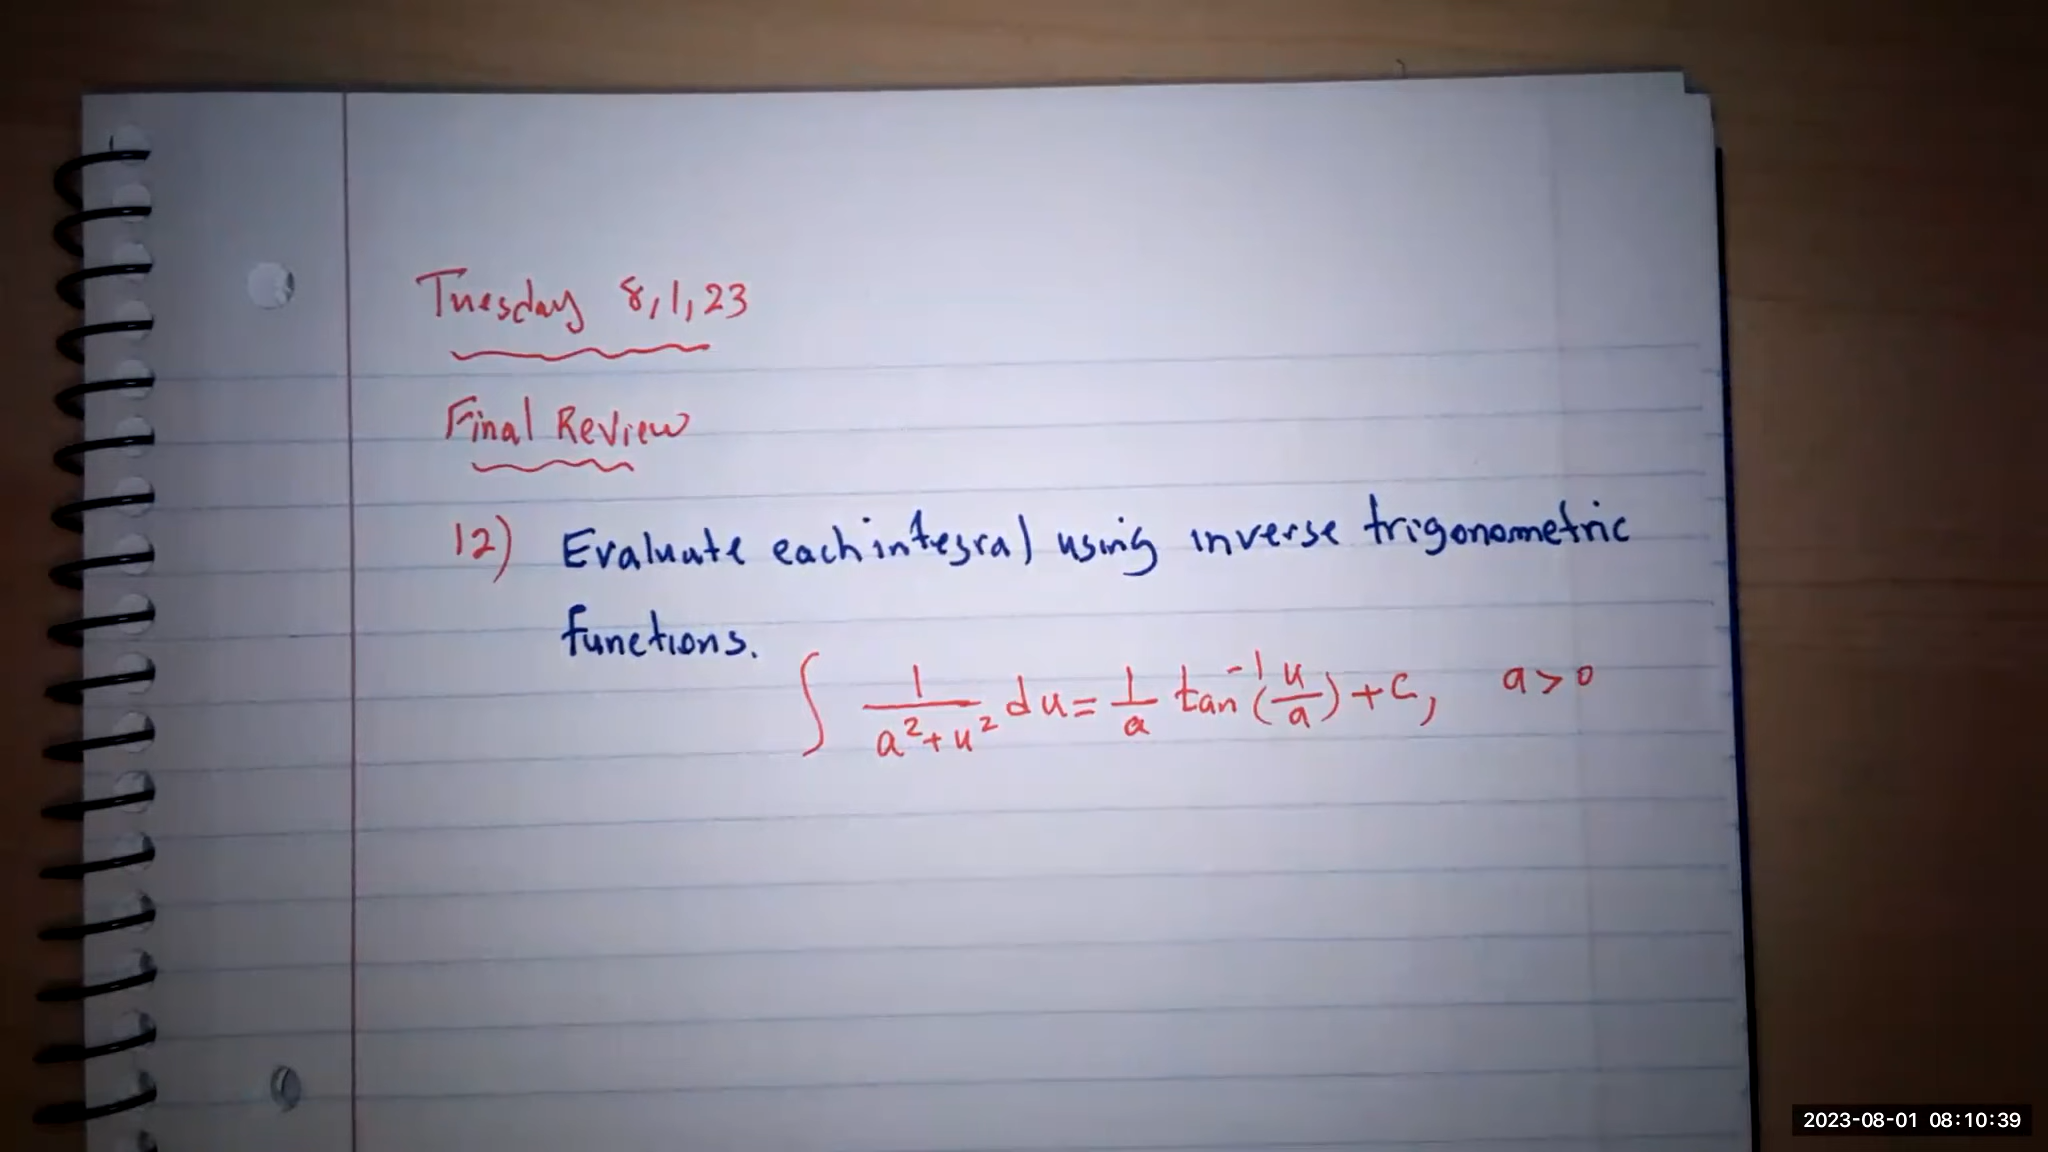 Tuesday 8,1,23
Final Review
12) Evaluate each integral using inverse trigonometric
functions.
∫ 1/(a²+u²) du = 1/a tan⁻¹(u/a) + C, a > 0
2023-08-01 08:10:39